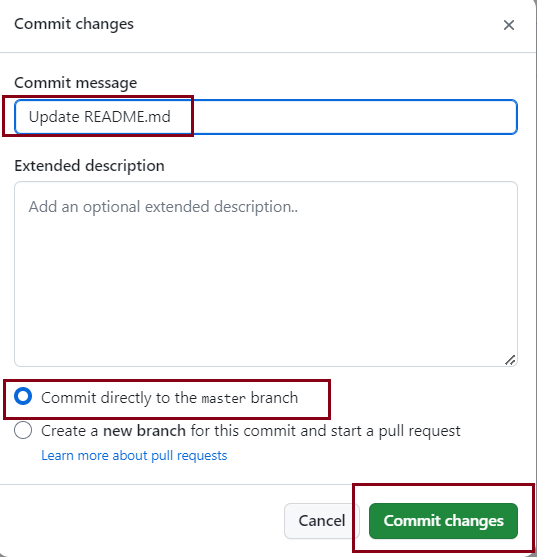 Commit changes
Commit message
Update README.md
Extended description
Add an optional extended description..
Commit directly to the master branch
Create a new branch for this commit and start a pull request
Learn more about pull requests
Cancel
Commit changes